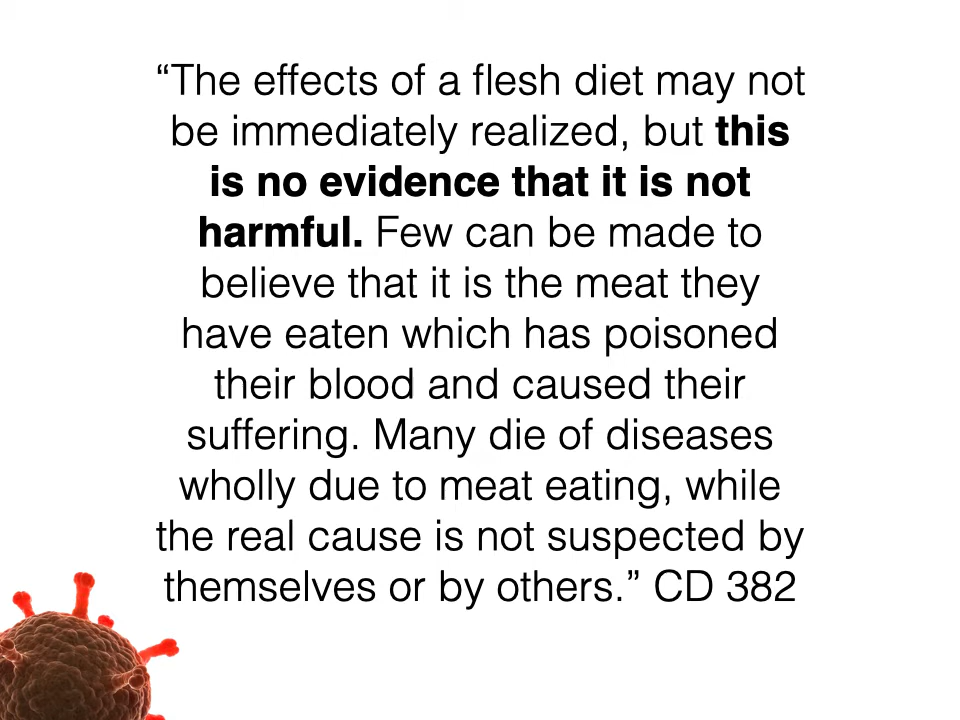 “The effects of a flesh diet may not
be immediately realized, but this
is no evidence that it is not
harmful. Few can be made to
believe that it is the meat they
have eaten which has poisoned
their blood and caused their
suffering. Many die of diseases
wholly due to meat eating, while
the real cause is not suspected by
themselves or by others.” CD 382